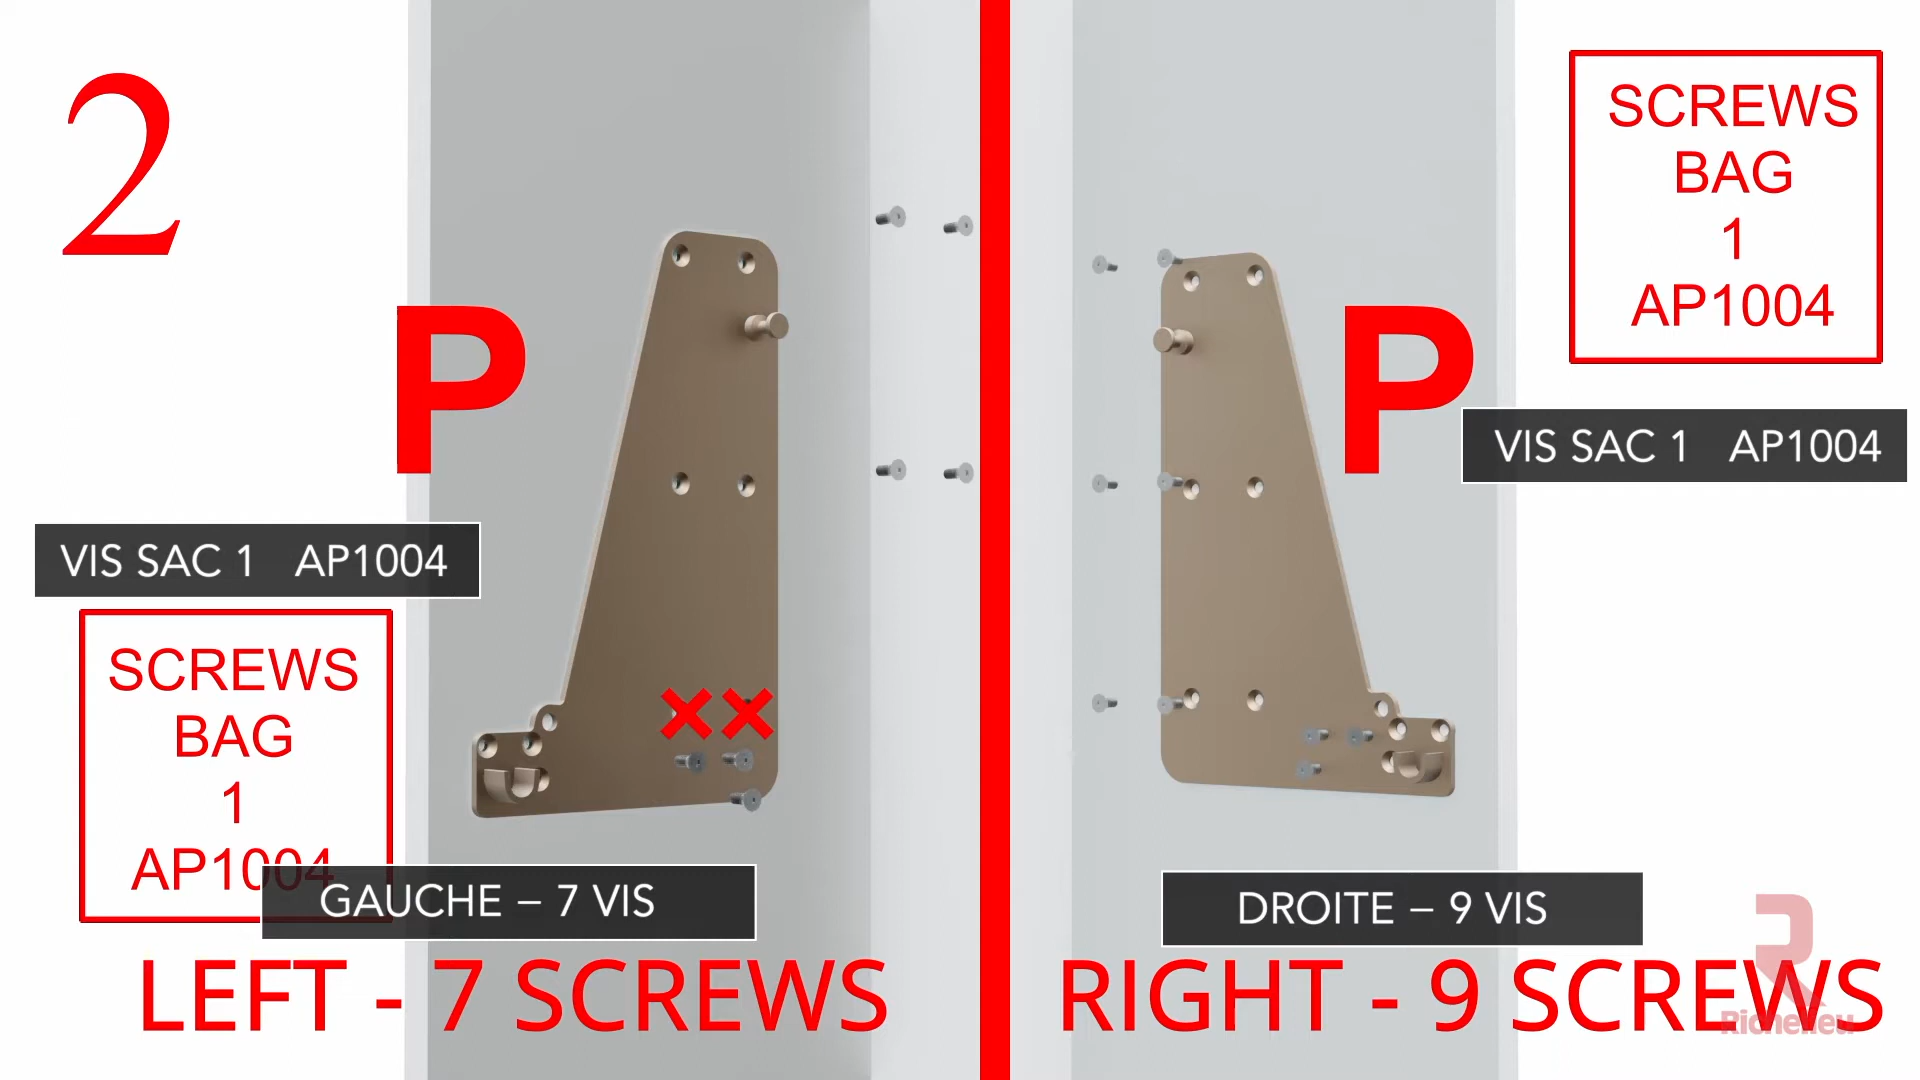 2
P
VIS SAC 1 AP1004
SCREWS
BAG
1
AP1004
GAUCHE – 7 VIS
LEFT - 7 SCREWS
SCREWS
BAG
1
AP1004
P
VIS SAC 1 AP1004
DROITE – 9 VIS
RIGHT - 9 SCREWS
Richelieu